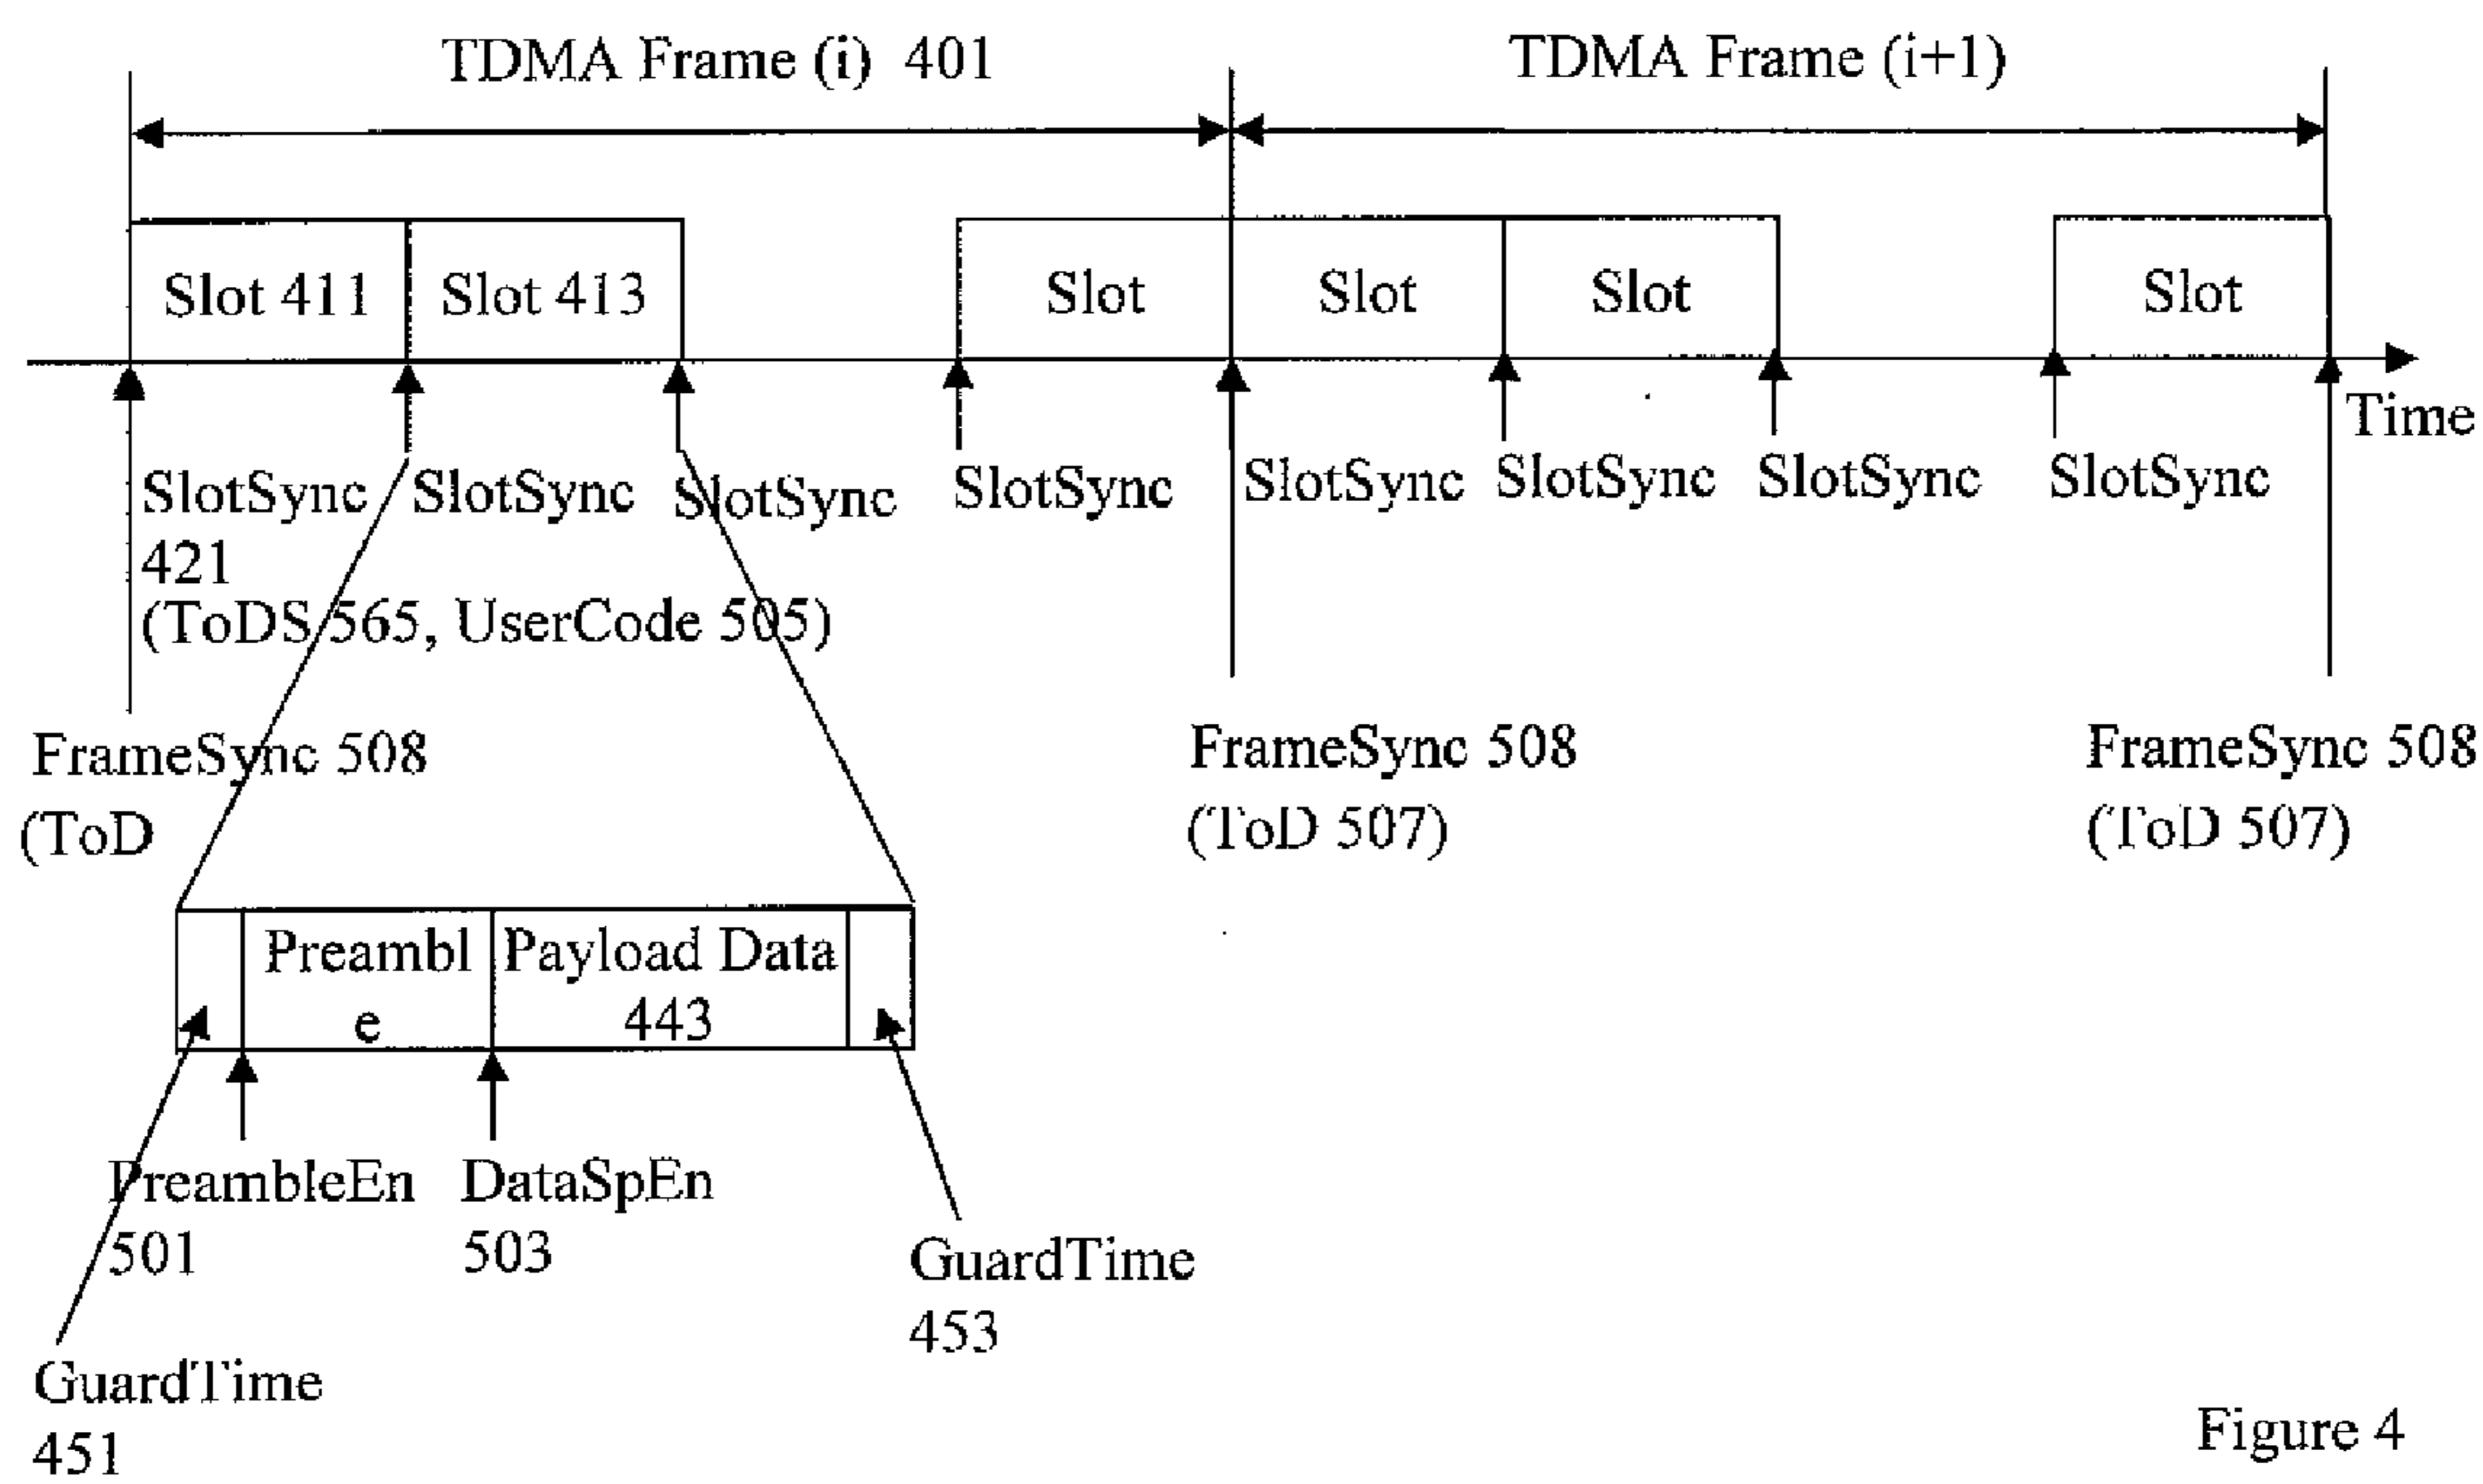 TDMA Frame (i) 401
TDMA Frame (i+1)
Slot 411
Slot 413
Slot
Slot
Slot
Slot
Time
SlotSync
421
(ToDS 565, UserCode 505)
SlotSync
SlotSync
SlotSync
SlotSync
SlotSync
SlotSync
SlotSync
FrameSync 508
(ToD
FrameSync 508
(ToD 507)
FrameSync 508
(ToD 507)
Preambl
e
Payload Data
443
PreambleEn
501
DataSpEn
503
GuardTime
453
GuardTime
451
Figure 4